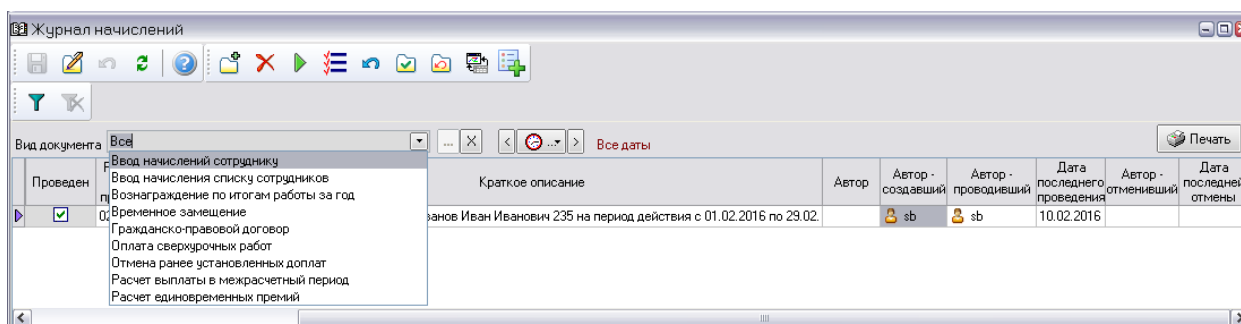 Журнал начислений
Вид документа Все Все даты Печать
Проведен Краткое описание Автор Автор - создавший Автор - проводивший Дата последнего проведения Автор - отменивший Дата последней отмены
Иван Иванович 235 на период действия с 01.02.2016 по 29.02. sb sb 10.02.2016
Ввод начислений сотруднику
Ввод начисления списку сотрудников
Вознаграждение по итогам работы за год
Временное замещение
Гражданско-правовой договор
Оплата сверхурочных работ
Отмена ранее установленных доплат
Расчет выплаты в межрасчетный период
Расчет единовременных премий